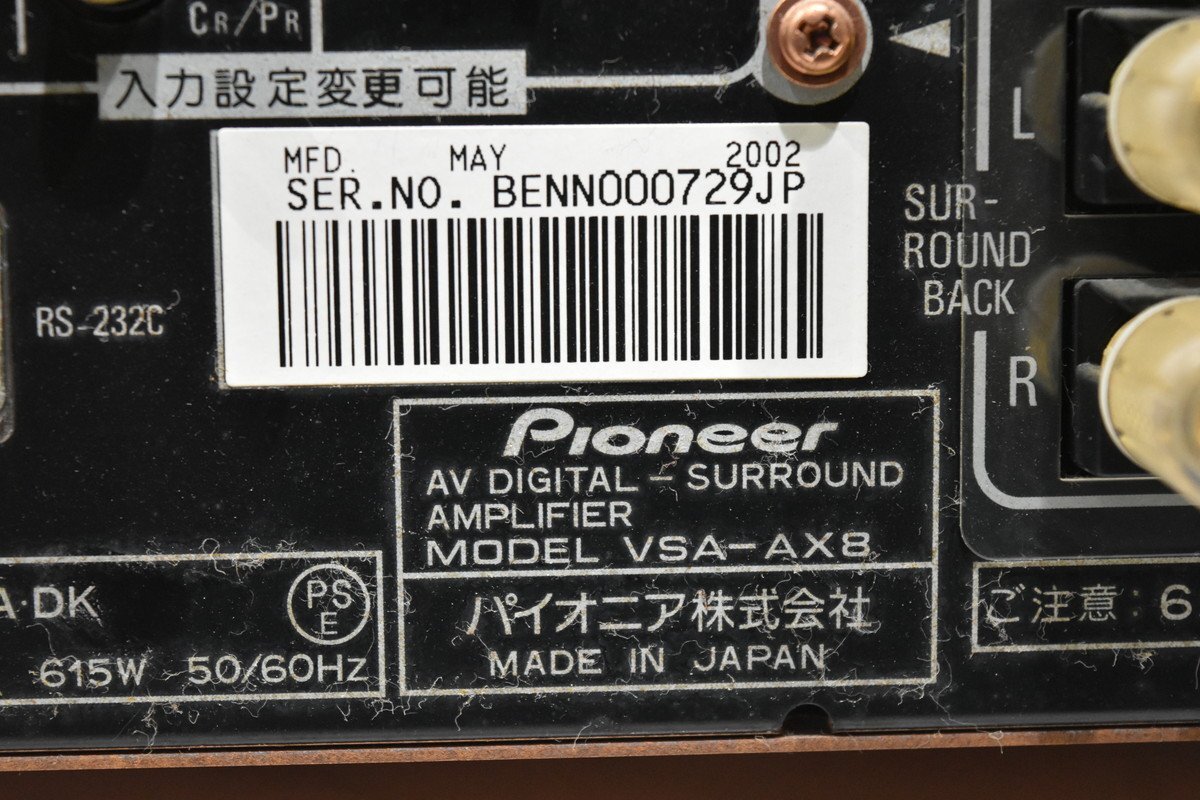 CR/PR
入力設定変更可能
MFD. MAY 2002
SER.NO. BENN000729JP
L
SUR-
ROUND
BACK
R
RS-232C
Pioneer
AV DIGITAL-SURROUND
AMPLIFIER
MODEL VSA-AX8
パイオニア株式会社
MADE IN JAPAN
A·DK
PS
E
615W 50/60Hz
ご注意：6